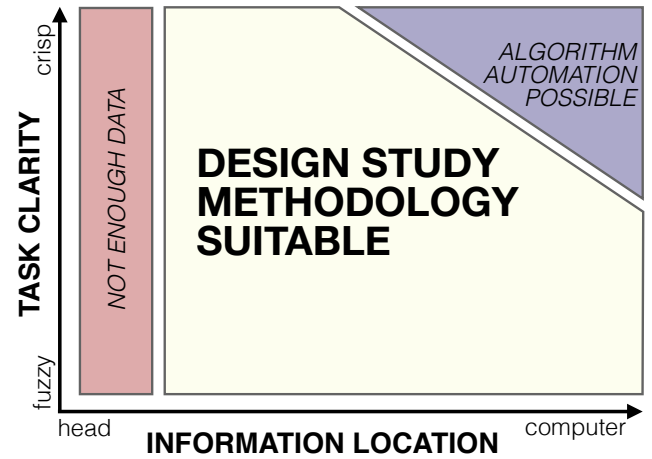 crisp
TASK CLARITY
fuzzy
NOT ENOUGH DATA
DESIGN STUDY
METHODOLOGY
SUITABLE
ALGORITHM
AUTOMATION
POSSIBLE
head
INFORMATION LOCATION
computer